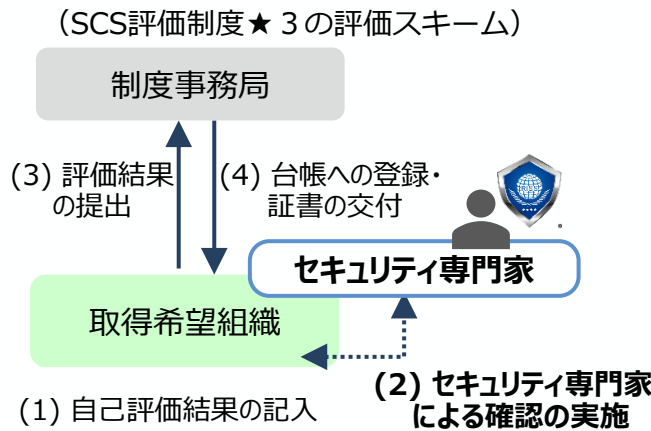 （SCS評価制度★３の評価スキーム）
制度事務局
(3) 評価結果
の提出
(4) 台帳への登録・
証書の交付
セキュリティ専門家
取得希望組織
(2) セキュリティ専門家
による確認の実施
(1) 自己評価結果の記入